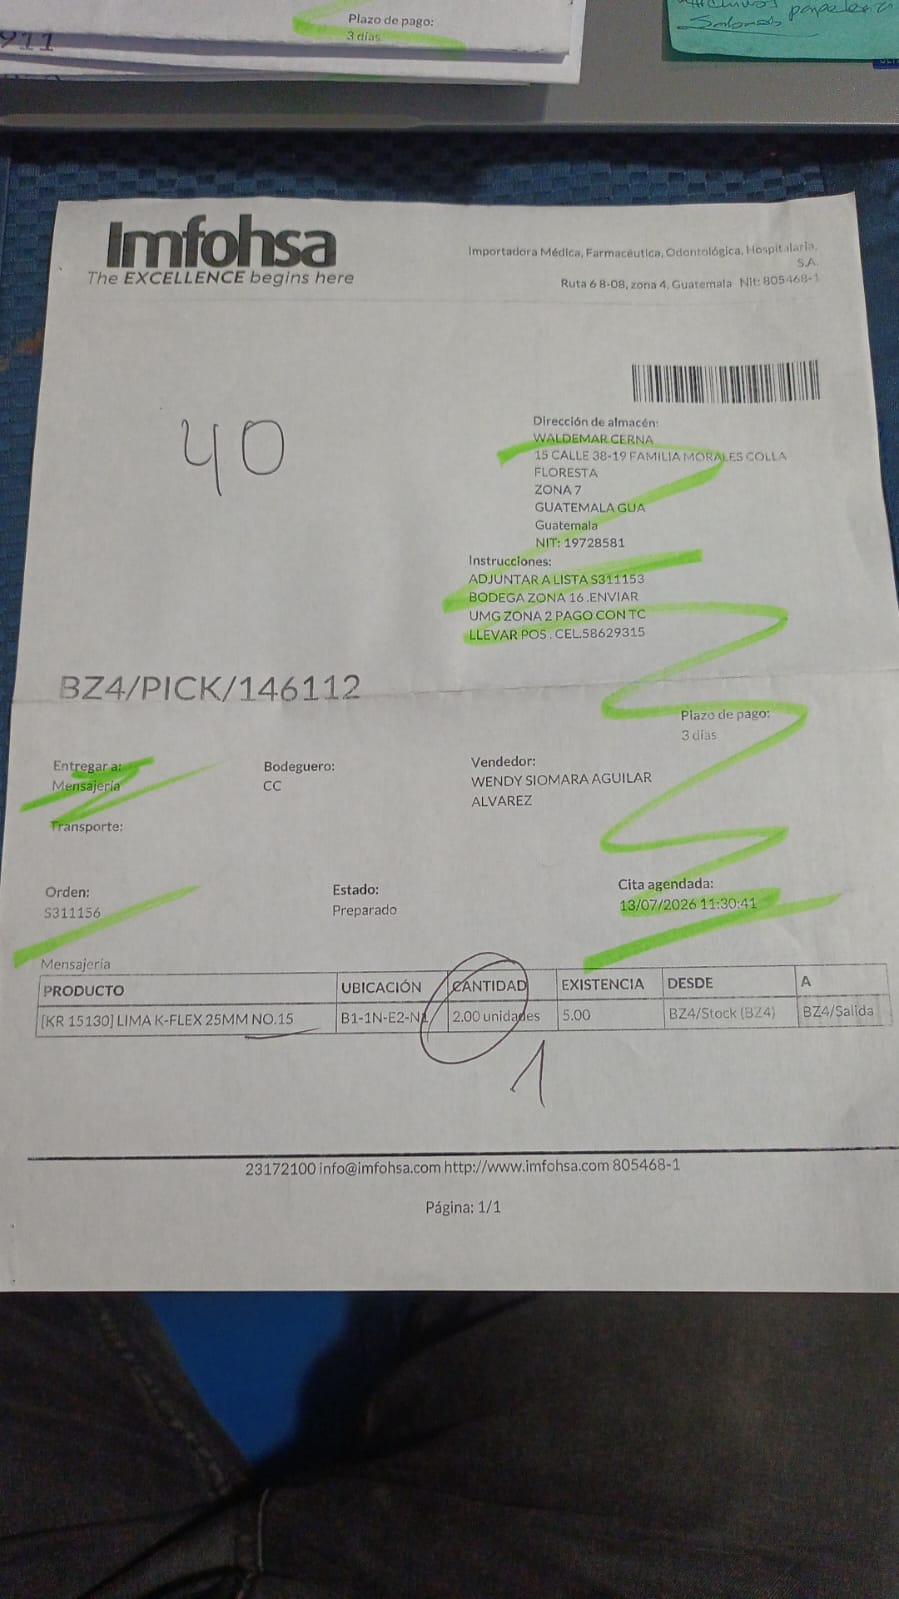 Plazo de pago:
3 días
911
Imfohsa
The EXCELLENCE begins here
Importadora Médica, Farmacéutica, Odontológica, Hospitalaria,
S.A.
Ruta 6 8-08, zona 4, Guatemala Nit: 805468-1
40
Dirección de almacén:
WALDEMAR CERNA
15 CALLE 38-19 FAMILIA MORALES COLLA
FLORESTA
ZONA 7
GUATEMALA GUA
Guatemala
NIT: 19728581
Instrucciones:
ADJUNTAR A LISTA S311153
BODEGA ZONA 16 .ENVIAR
UMG ZONA 2 PAGO CON TC
LLEVAR POS . CEL.58629315
BZ4/PICK/146112
Plazo de pago:
3 días
Entregar a:
Mensajería
Bodeguero:
CC
Vendedor:
WENDY SIOMARA AGUILAR
ALVAREZ
Transporte:
Orden:
S311156
Estado:
Preparado
Cita agendada:
13/07/2026 11:30:41
Mensajería
PRODUCTO UBICACIÓN CANTIDAD EXISTENCIA DESDE A
[KR 15130] LIMA K-FLEX 25MM NO.15 B1-1N-E2-N1 2.00 unidades 5.00 BZ4/Stock (BZ4) BZ4/Salida
1
23172100 info@imfohsa.com http://www.imfohsa.com 805468-1
Página: 1/1